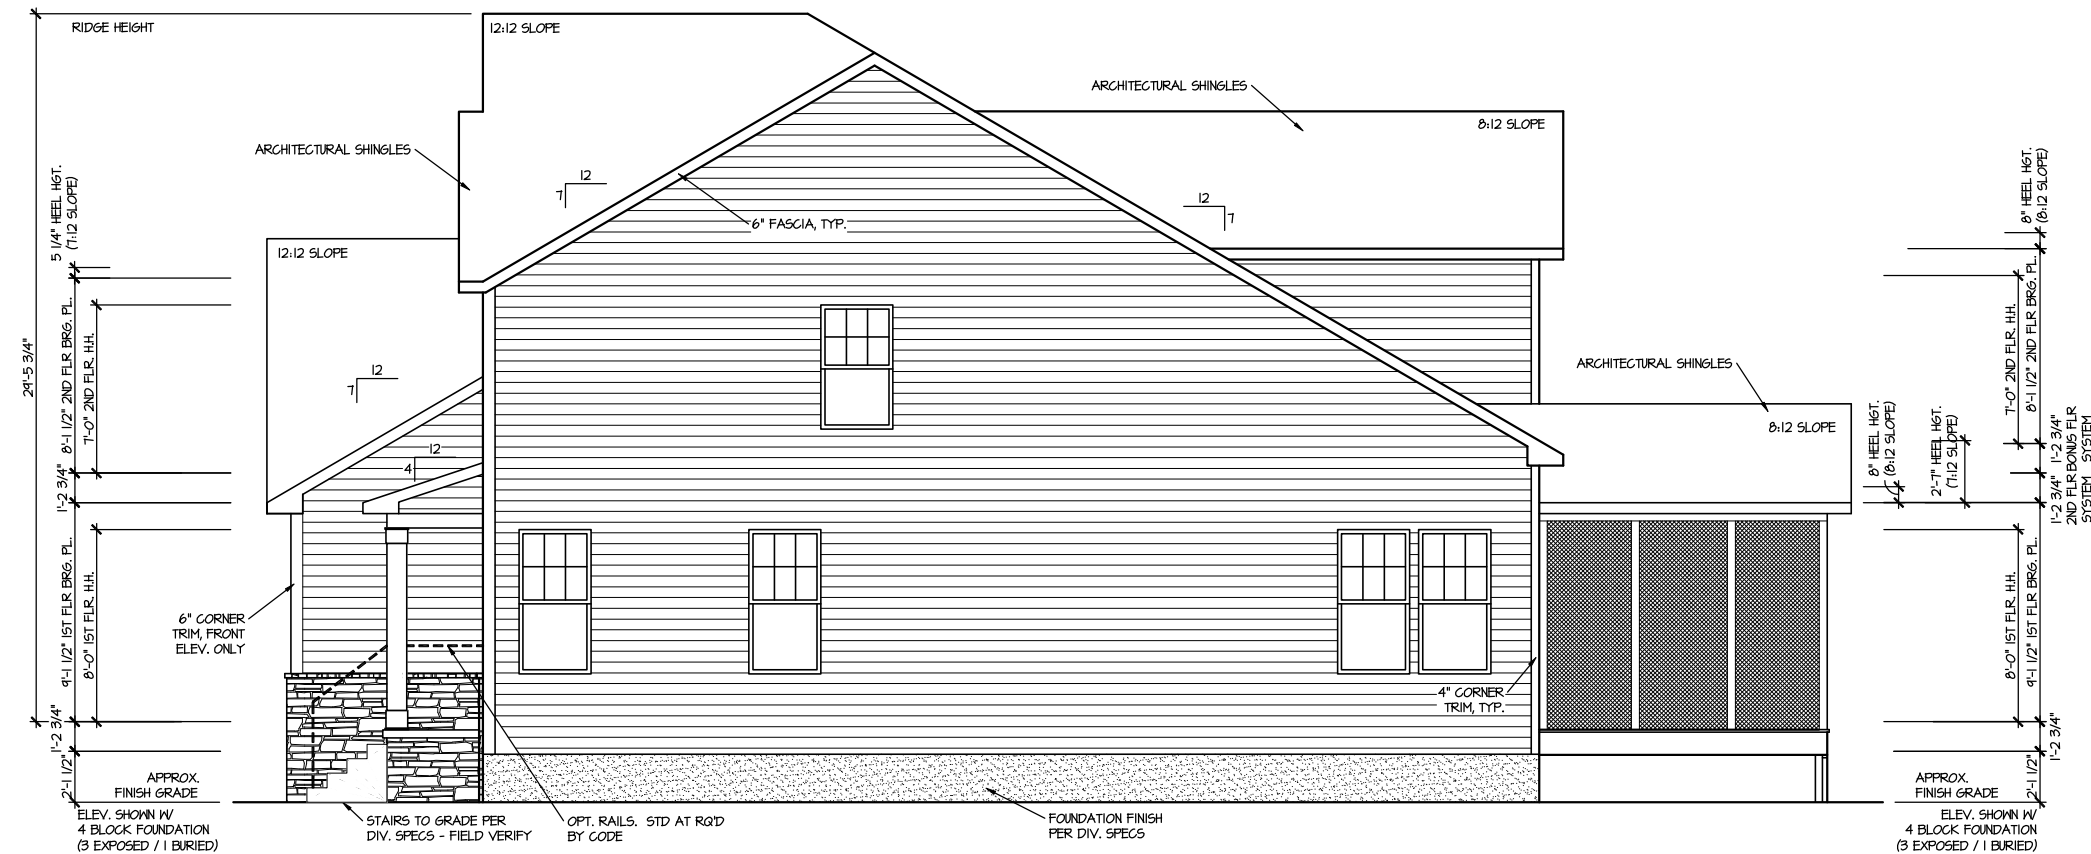 RIDGE HEIGHT
12:12 SLOPE
ARCHITECTURAL SHINGLES
8:12 SLOPE
ARCHITECTURAL SHINGLES
12
7
12
7
6" FASCIA, TYP.
12:12 SLOPE
5 1/4" HEEL HGT.
(7:12 SLOPE)
8" HEEL HGT.
(8:12 SLOPE)
29'-5 3/4"
8'-1 1/2" 2ND FLR BRG. PL.
7'-0" 2ND FLR. H.H.
12
7
12
4
1'-2 3/4"
9'-1 1/2" 1ST FLR BRG. PL.
8'-0" 1ST FLR. H.H.
1'-2 3/4"
2'-1 1/2"
ARCHITECTURAL SHINGLES
8:12 SLOPE
8" HEEL HGT.
(8:12 SLOPE)
2'-7" HEEL HGT.
(7:12 SLOPE)
7'-0" 2ND FLR. H.H.
8'-1 1/2" 2ND FLR BRG. PL.
1'-2 3/4"
BONUS FLR
SYSTEM
1'-2 3/4"
2ND FLR
SYSTEM
8'-0" 1ST FLR. H.H.
9'-1 1/2" 1ST FLR BRG. PL.
1'-2 3/4"
2'-1 1/2"
6" CORNER
TRIM, FRONT
ELEV. ONLY
4" CORNER
TRIM, TYP.
APPROX.
FINISH GRADE
ELEV. SHOWN W/
4 BLOCK FOUNDATION
(3 EXPOSED / 1 BURIED)
STAIRS TO GRADE PER
DIV. SPECS - FIELD VERIFY
OPT. RAILS. STD AT RQ'D
BY CODE
FOUNDATION FINISH
PER DIV. SPECS
APPROX.
FINISH GRADE
ELEV. SHOWN W/
4 BLOCK FOUNDATION
(3 EXPOSED / 1 BURIED)